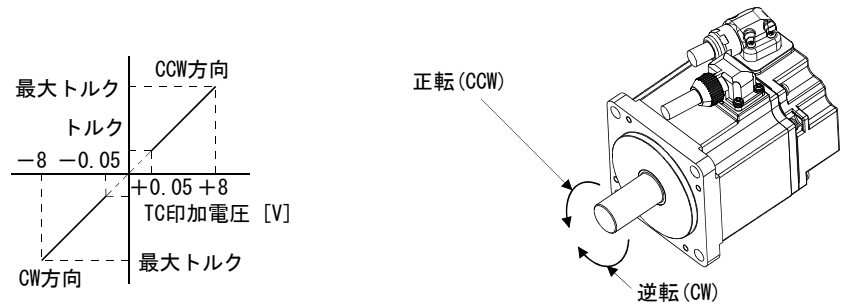 CCW方向
最大トルク
トルク
－8 －0.05
＋0.05 ＋8
TC印加電圧 [V]
最大トルク
CW方向
正転(CCW)
逆転(CW)